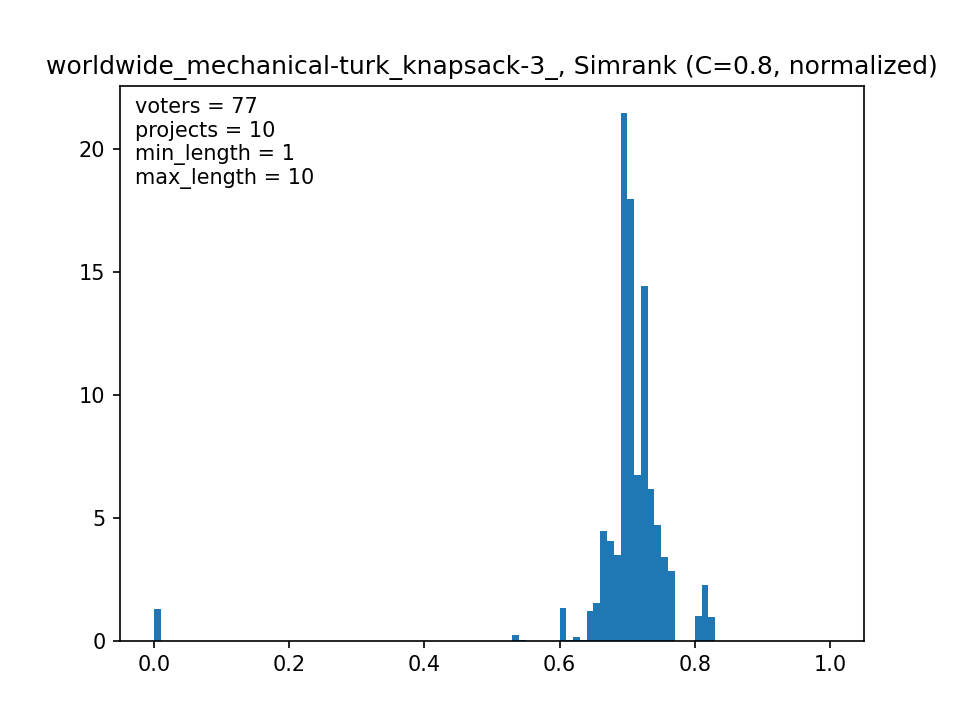 worldwide_mechanical-turk_knapsack-3_, Simrank (C=0.8, normalized)
voters = 77
projects = 10
min_length = 1
max_length = 10
20
15
10
5
0
0.0 0.2 0.4 0.6 0.8 1.0